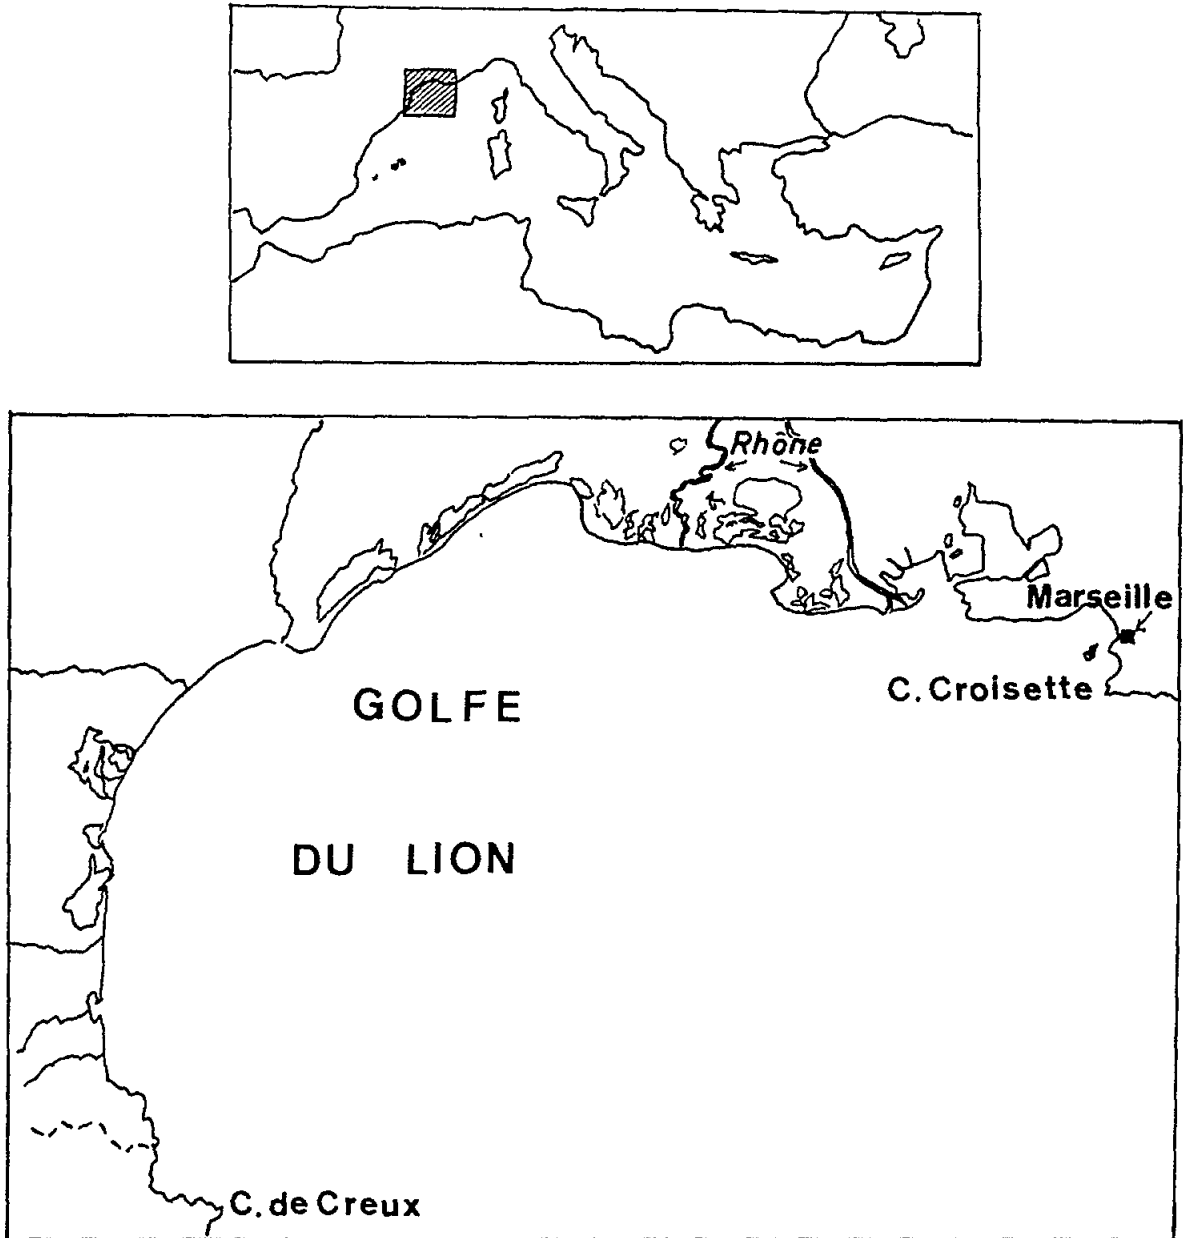 Rhône
Marseille
C. Croisette
GOLFE
DU LION
C. de Creux